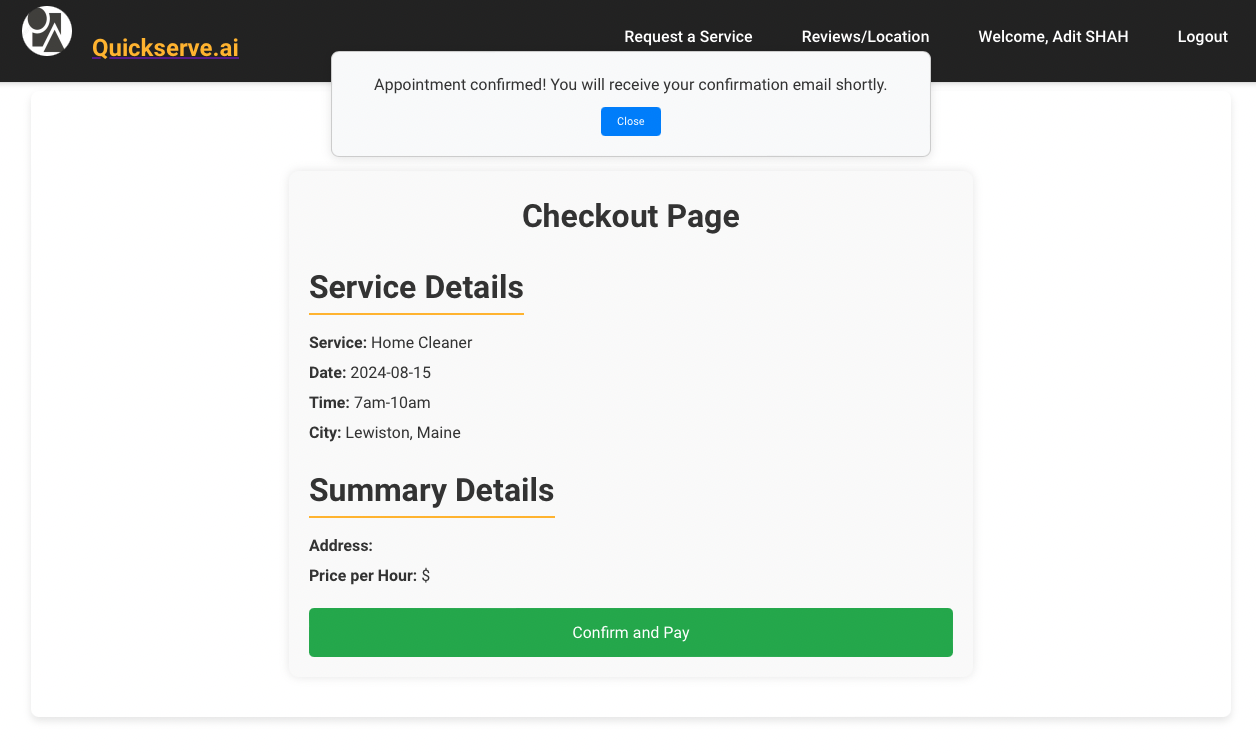 Quickserve.ai
Request a Service
Reviews/Location
Welcome, Adit SHAH
Logout
Appointment confirmed! You will receive your confirmation email shortly.
Close
Checkout Page
Service Details
Service: Home Cleaner
Date: 2024-08-15
Time: 7am-10am
City: Lewiston, Maine
Summary Details
Address:
Price per Hour: $
Confirm and Pay